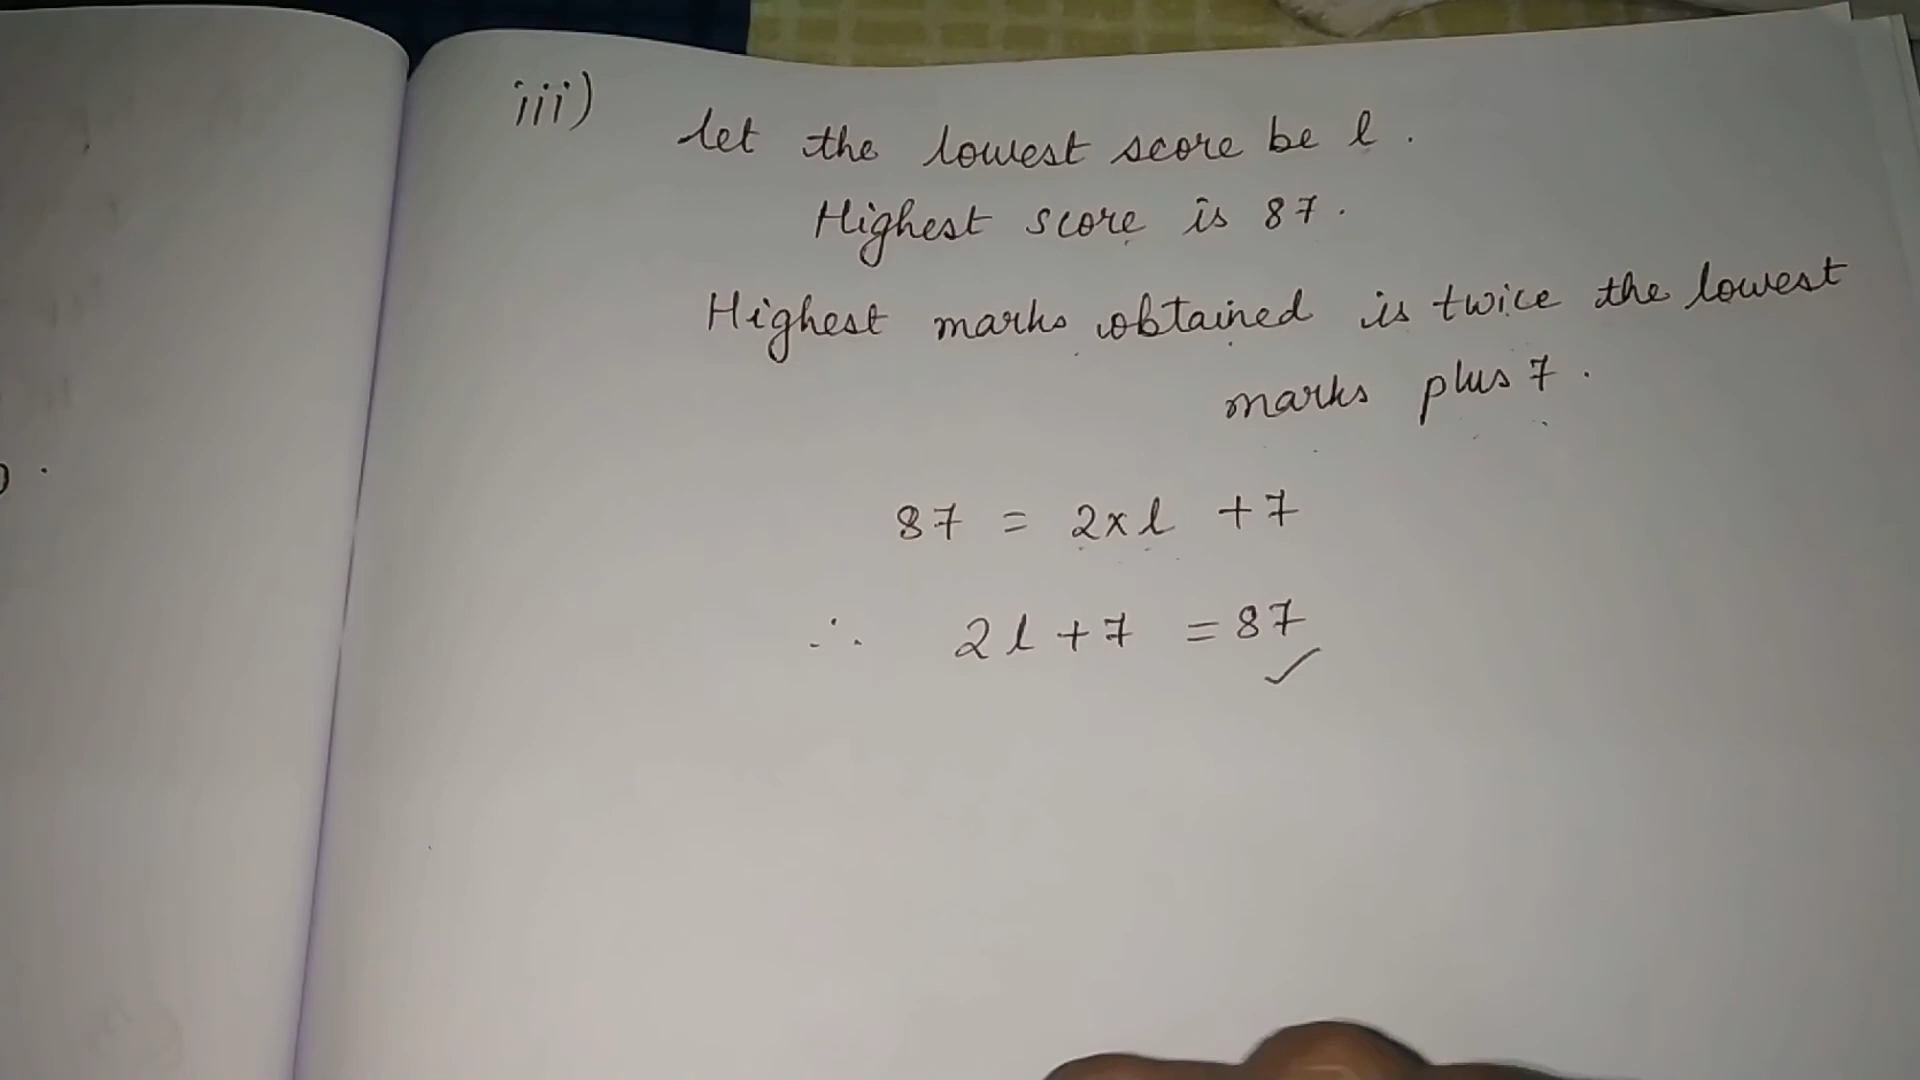 iii)
let the lowest score be l.
Highest score is 87.
Highest marks obtained is twice the lowest
marks plus 7.
87 = 2×l +7
∴ 2l+7 =87
✓